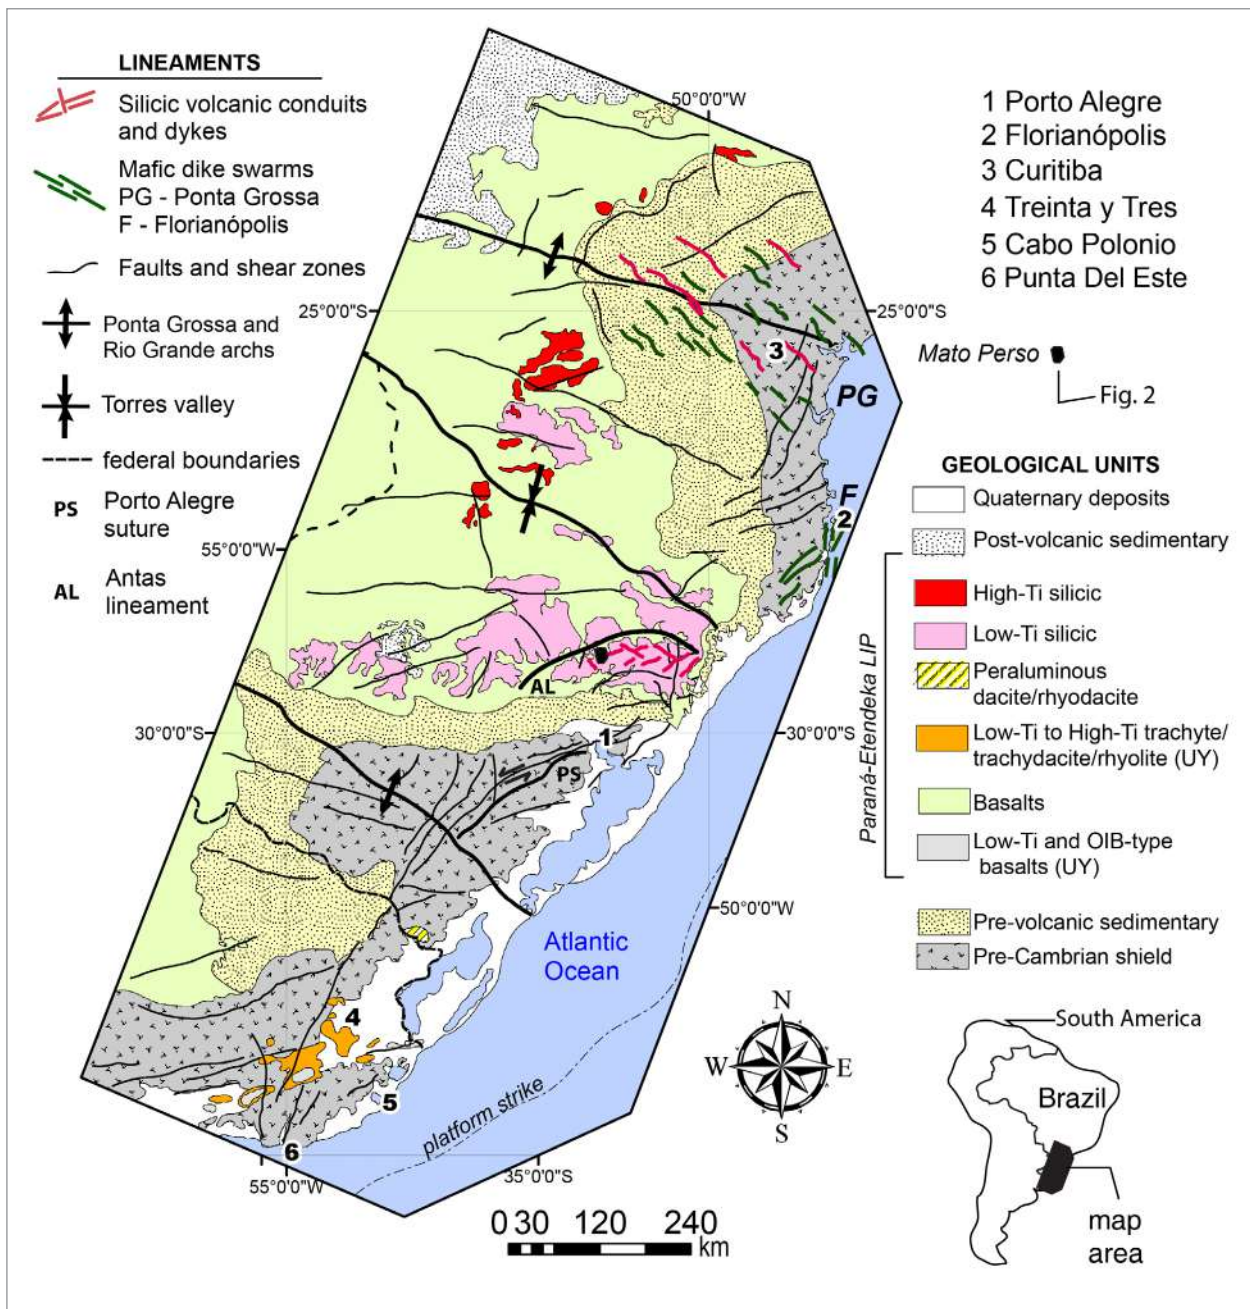 LINEAMENTS
Silicic volcanic conduits
and dykes
Mafic dike swarms
PG - Ponta Grossa
F - Florianópolis
Faults and shear zones
Ponta Grossa and
Rio Grande archs
Torres valley
federal boundaries
PS Porto Alegre
suture
AL Antas
lineament
50°0'0"W
25°0'0"S
25°0'0"S
3
PG
F
2
55°0'0"W
AL
30°0'0"S
1
30°0'0"S
PS
50°0'0"W
Atlantic
Ocean
4
5
platform strike
6
55°0'0"W
35°0'0"S
N
W E
S
0 30 120 240
km
1 Porto Alegre
2 Florianópolis
3 Curitiba
4 Treinta y Tres
5 Cabo Polonio
6 Punta Del Este
Mato Perso
Fig. 2
GEOLOGICAL UNITS
Quaternary deposits
Post-volcanic sedimentary
High-Ti silicic
Low-Ti silicic
Peraluminous
dacite/rhyodacite
Low-Ti to High-Ti trachyte/
trachydacite/rhyolite (UY)
Basalts
Low-Ti and OIB-type
basalts (UY)
Paraná-Etendeka LIP
Pre-volcanic sedimentary
Pre-Cambrian shield
South America
Brazil
map
area